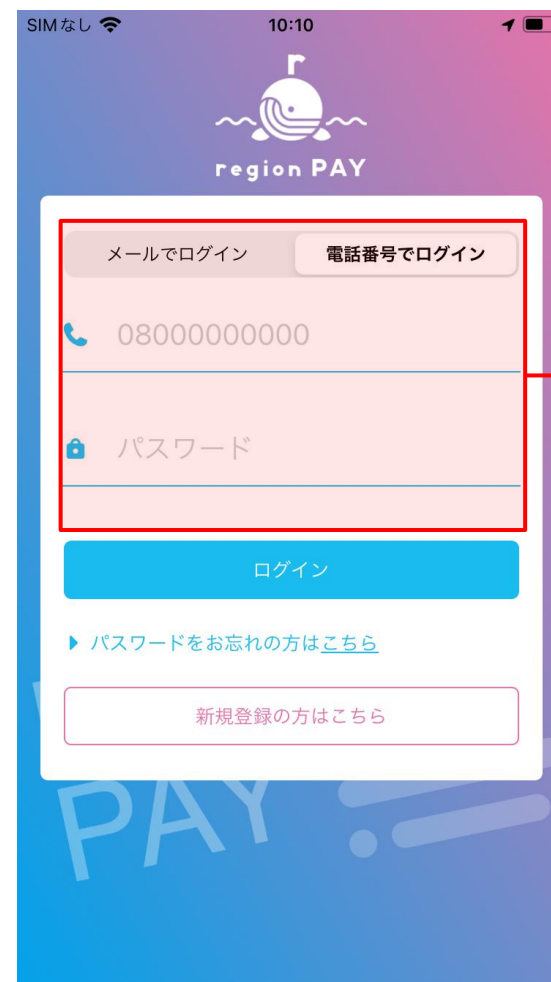 SIMなし 10:10
region PAY
メールでログイン 電話番号でログイン
08000000000
パスワード
ログイン
パスワードをお忘れの方はこちら
新規登録の方はこちら
PAY